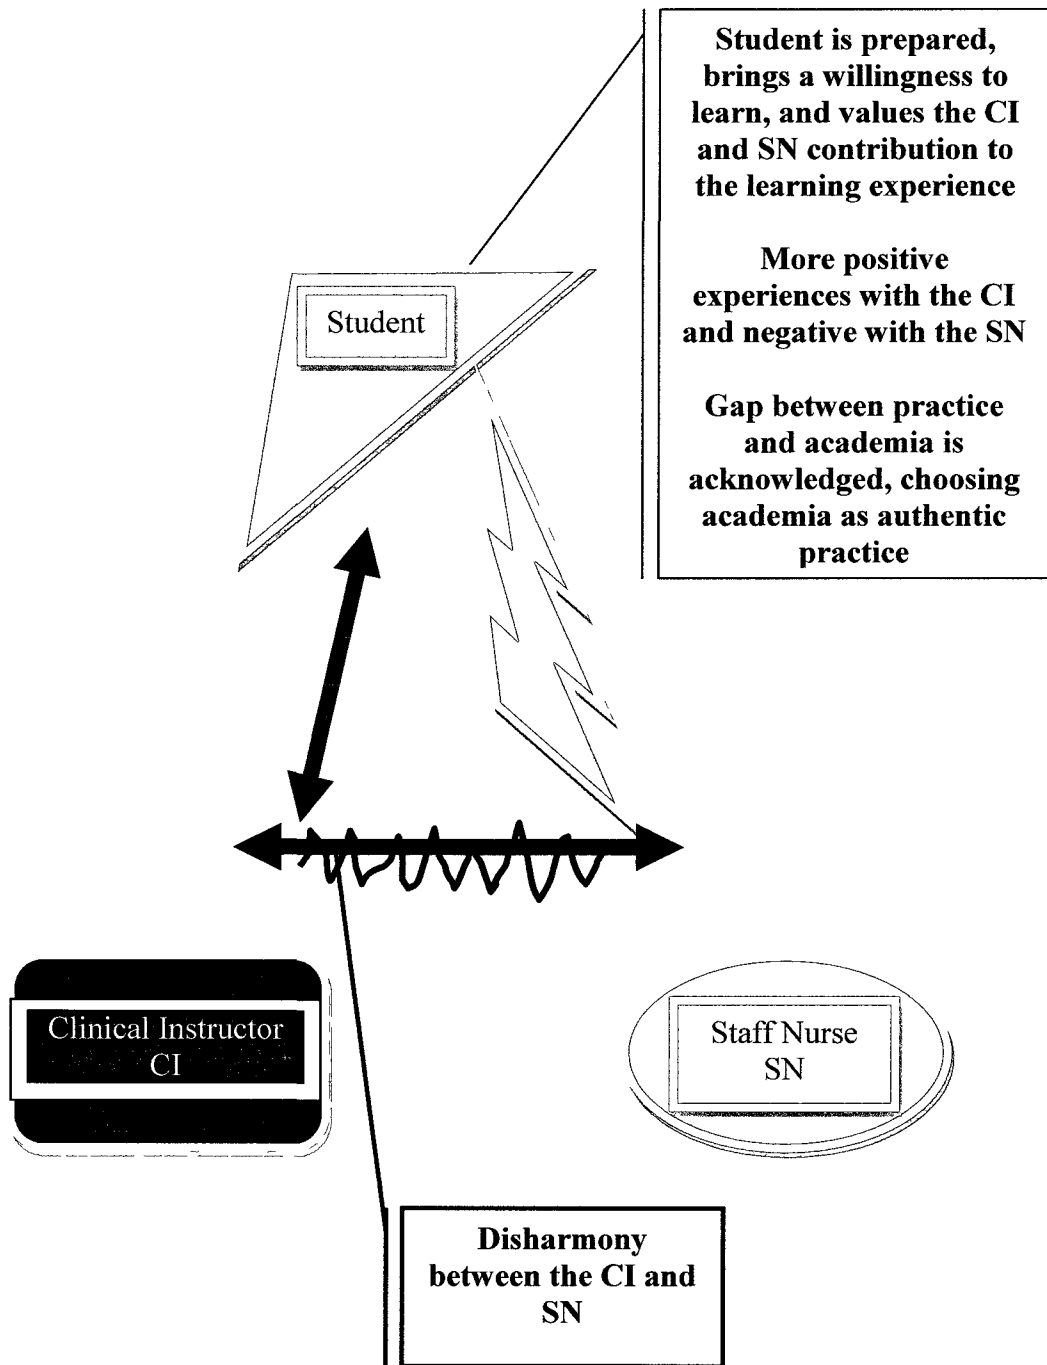 Student is prepared,
brings a willingness to
learn, and values the CI
and SN contribution to
the learning experience
More positive
experiences with the CI
and negative with the SN
Gap between practice
and academia is
acknowledged, choosing
academia as authentic
practice
Student
Clinical Instructor
CI
Staff Nurse
SN
Disharmony
between the CI and
SN